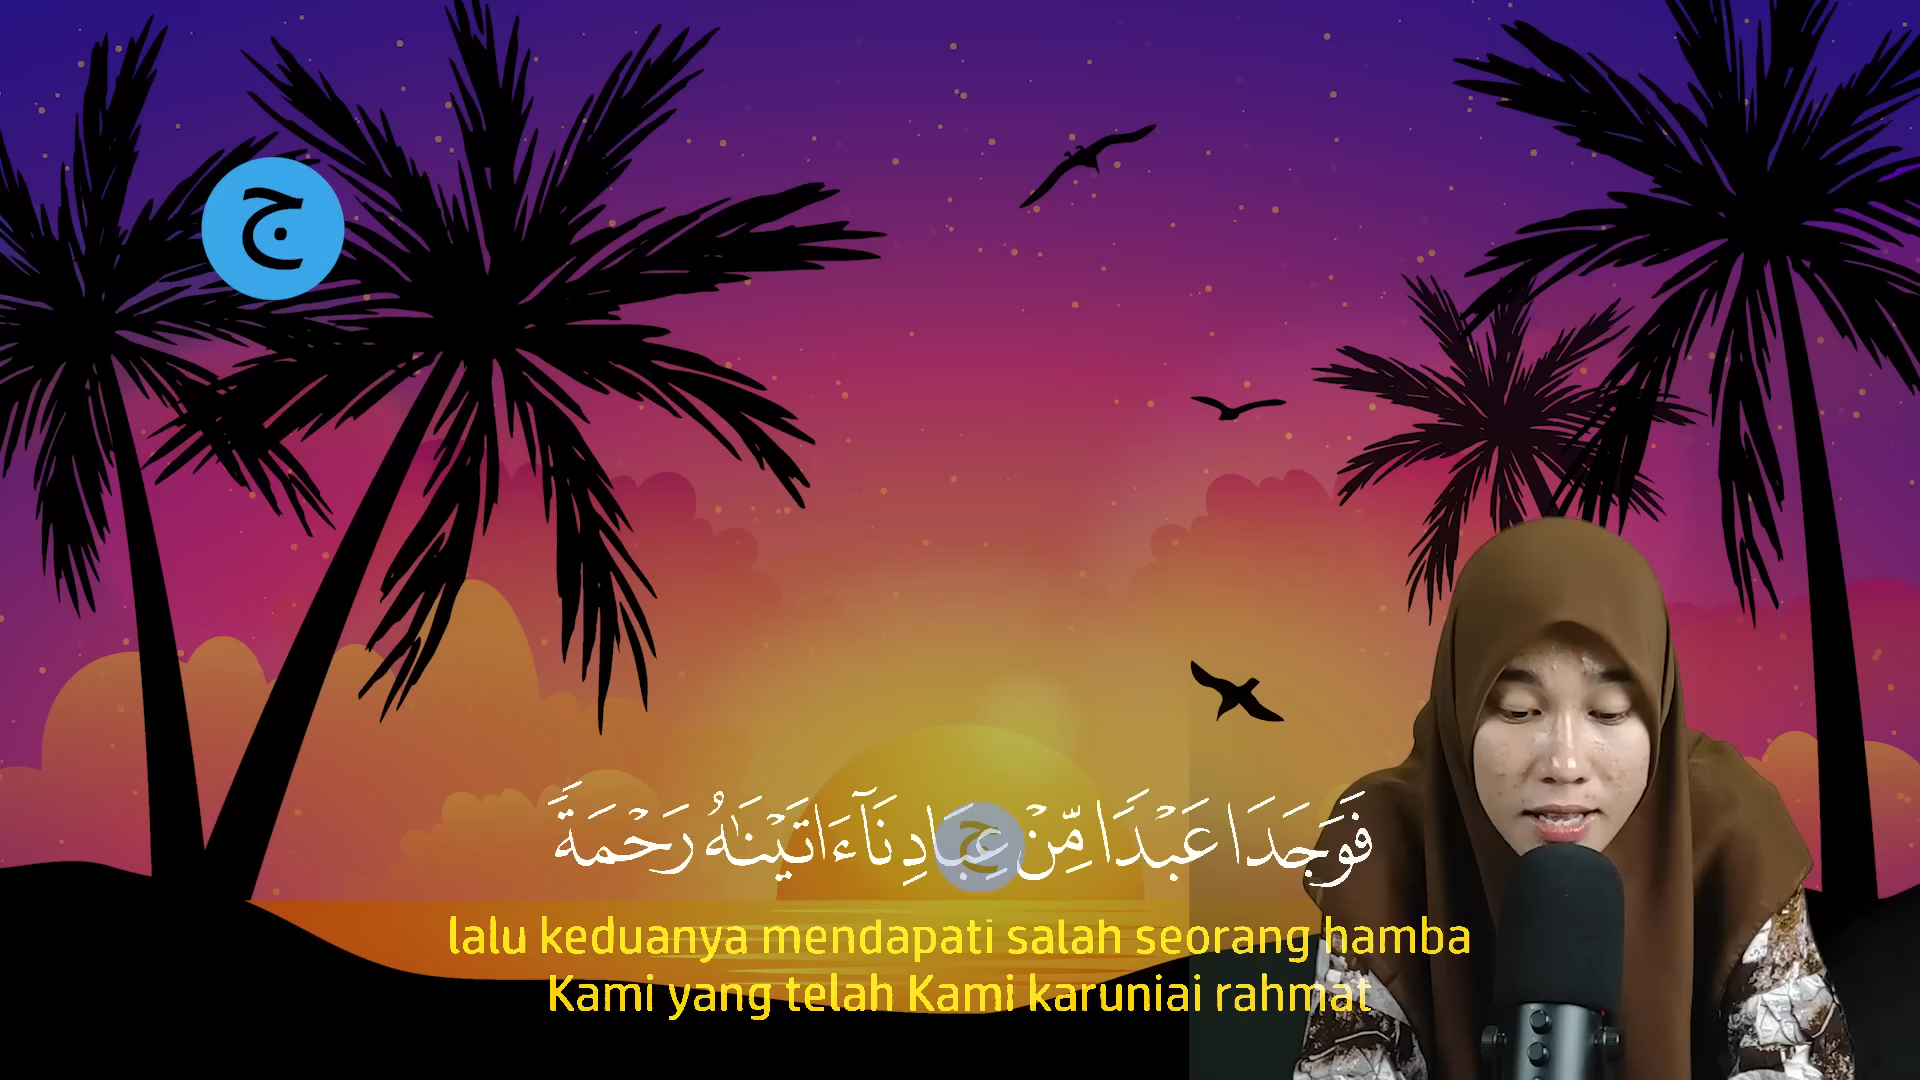 ج
فَوَجَدَا عَبْدًا مِّنْ عِبَادِنَآ ءَاتَيْنَـٰهُ رَحْمَةً
ج
lalu keduanya mendapati salah seorang hamba
Kami yang telah Kami karuniai rahmat